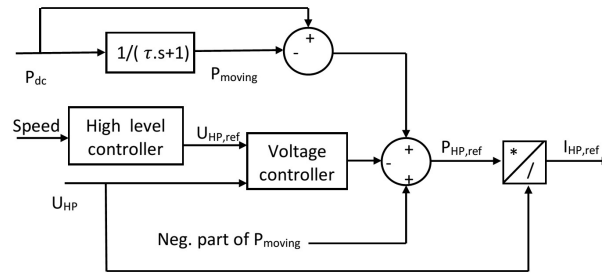 +
1/( τ.s+1)
-
P_dc
P_moving
Speed
High level
controller
U_HP,ref
Voltage
controller
+
-
+
P_HP,ref
*
/
I_HP,ref
U_HP
Neg. part of P_moving